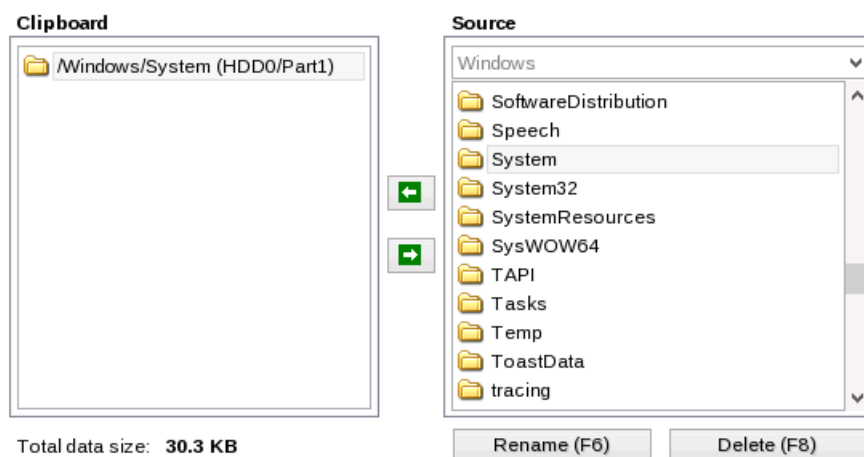 Clipboard
/Windows/System (HDD0/Part1)
Total data size: 30.3 KB
Source
Windows
SoftwareDistribution
Speech
System
System32
SystemResources
SysWOW64
TAPI
Tasks
Temp
ToastData
tracing
Rename (F6)
Delete (F8)